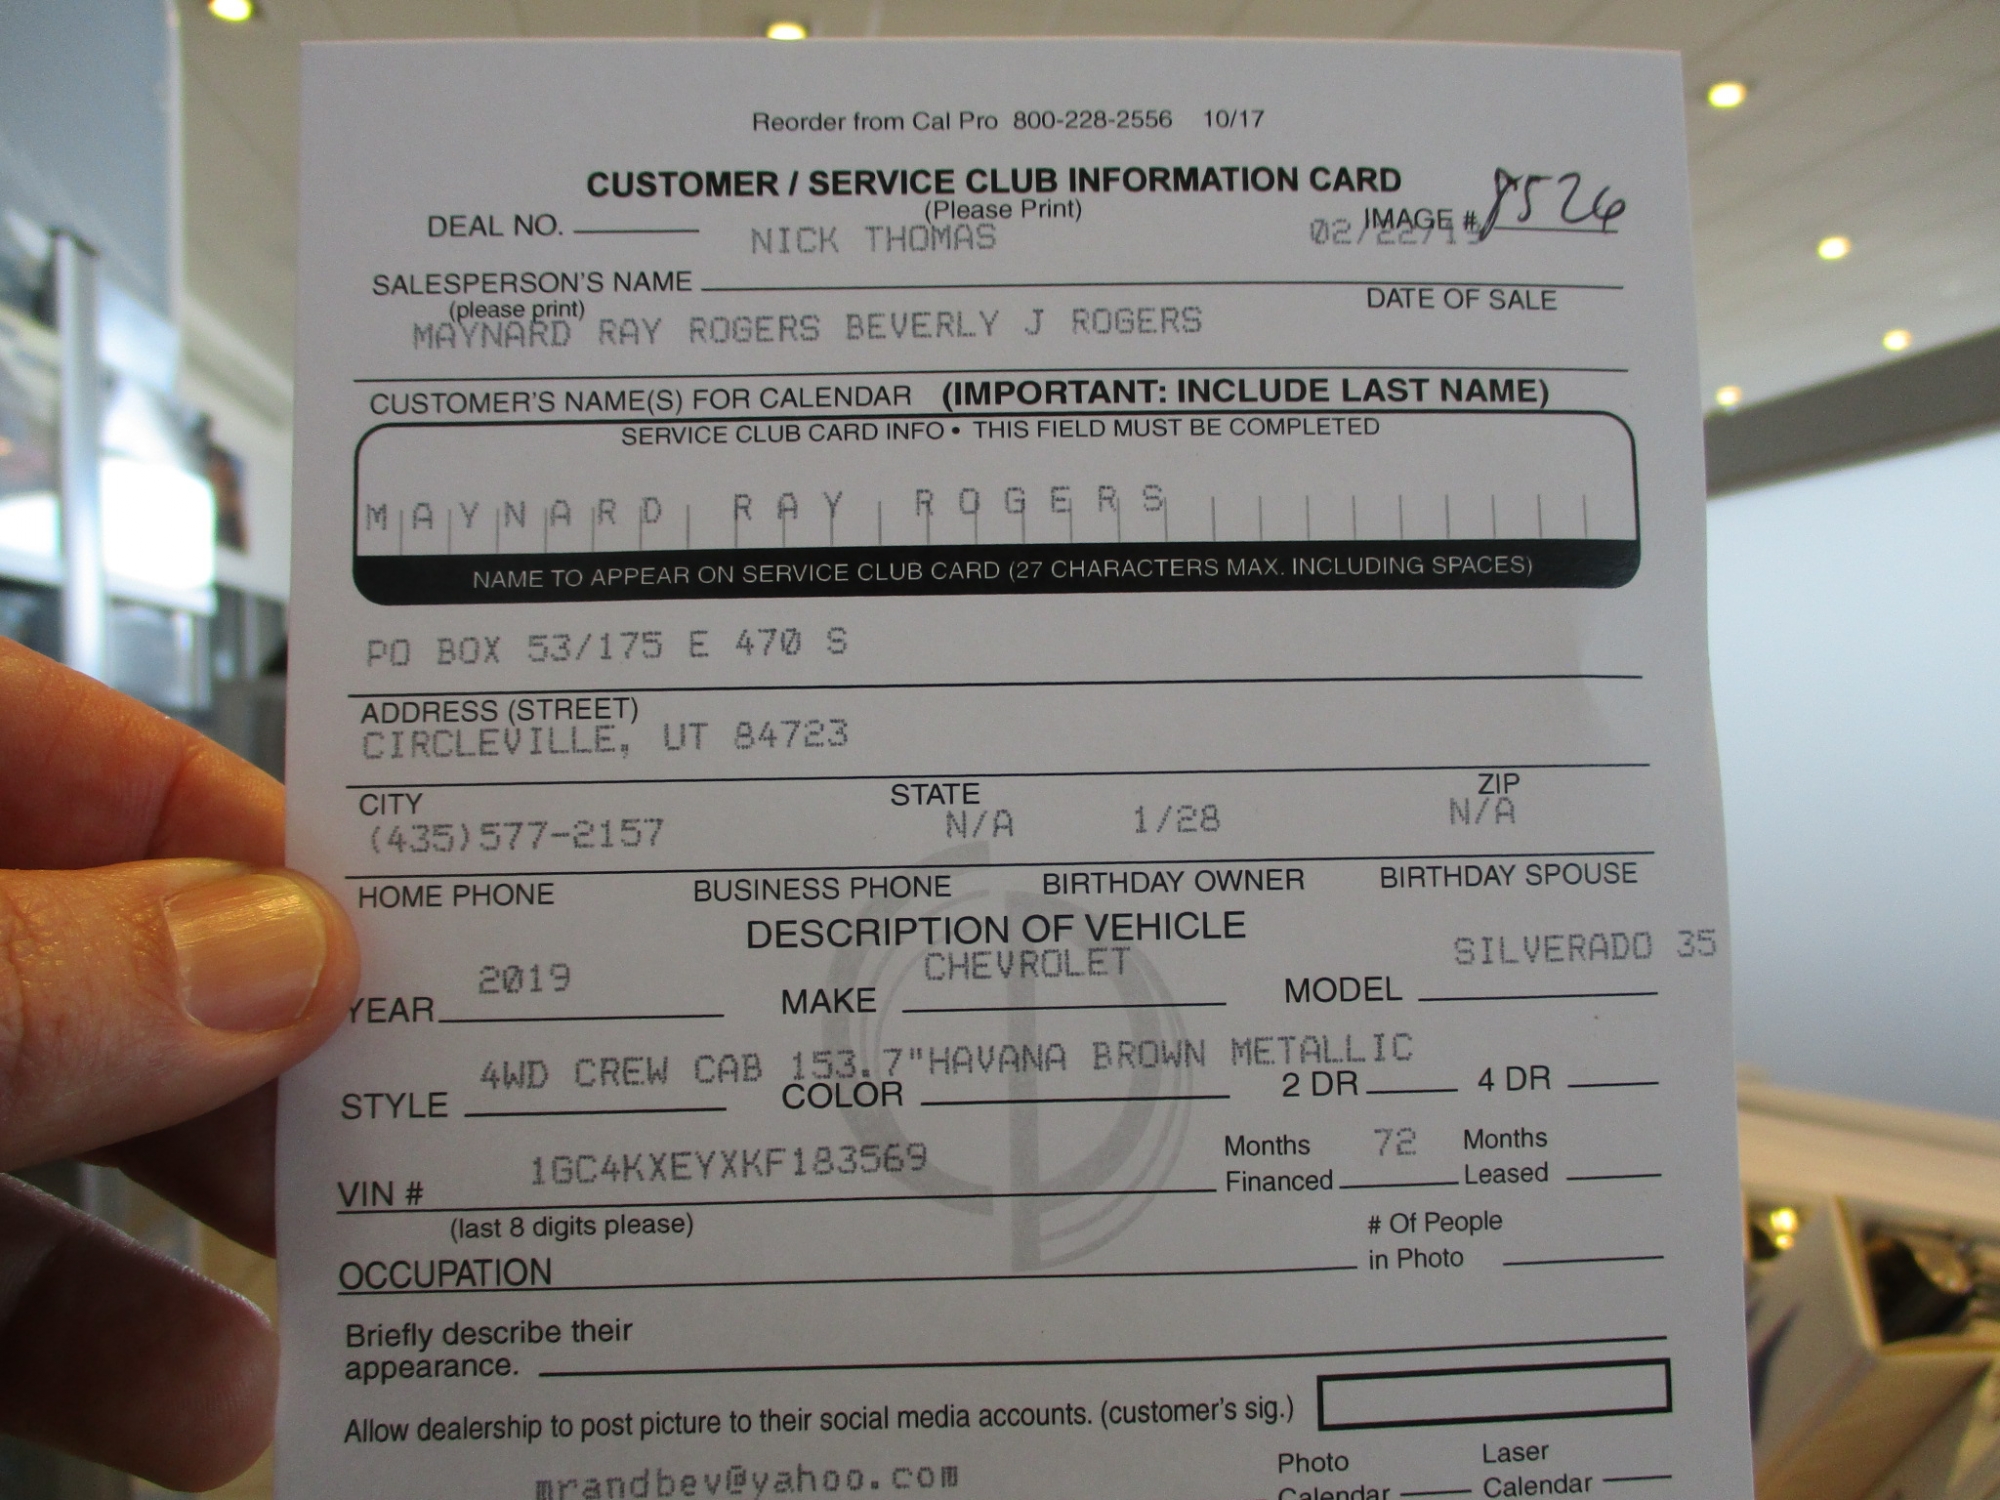 Reorder from Cal Pro 800-228-2556 10/17
CUSTOMER / SERVICE CLUB INFORMATION CARD
(Please Print)
DEAL NO. IMAGE # 8526
NICK THOMAS 02/22/19
SALESPERSON'S NAME
(please print) DATE OF SALE
MAYNARD RAY ROGERS BEVERLY J ROGERS
CUSTOMER'S NAME(S) FOR CALENDAR (IMPORTANT: INCLUDE LAST NAME)
SERVICE CLUB CARD INFO • THIS FIELD MUST BE COMPLETED
MAYNARD RAY ROGERS
NAME TO APPEAR ON SERVICE CLUB CARD (27 CHARACTERS MAX. INCLUDING SPACES)
PO BOX 53/175 E 470 S
ADDRESS (STREET)
CIRCLEVILLE, UT 84723
CITY STATE ZIP
(435)577-2157 N/A 1/28 N/A
HOME PHONE BUSINESS PHONE BIRTHDAY OWNER BIRTHDAY SPOUSE
DESCRIPTION OF VEHICLE
2019 CHEVROLET SILVERADO 35
YEAR MAKE MODEL
4WD CREW CAB 153.7"HAVANA BROWN METALLIC
STYLE COLOR 2 DR 4 DR
1GC4KXEYXKF183569 Months 72 Months
VIN # Financed Leased
(last 8 digits please) # Of People
OCCUPATION in Photo
Briefly describe their
appearance.
Allow dealership to post picture to their social media accounts. (customer's sig.)
mrandbev@yahoo.com Photo Laser
Calendar Calendar